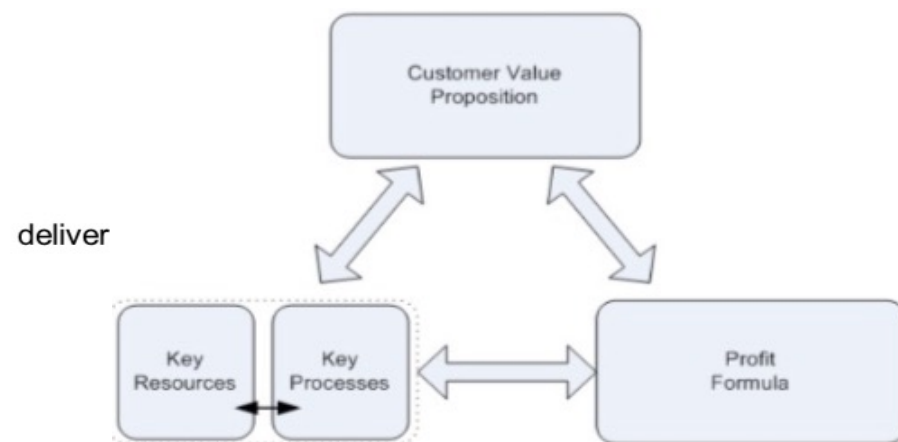 Customer Value
Proposition
deliver
Key
Resources
Key
Processes
Profit
Formula